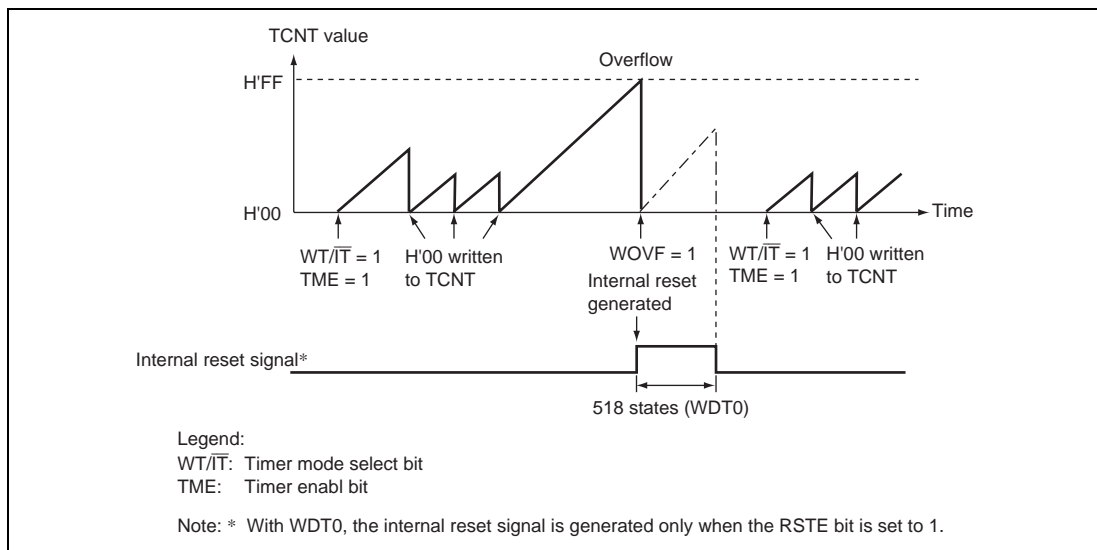 TCNT value
Overflow
H'FF
H'00
Time
WT/I̅T̅ = 1
TME = 1
H'00 written
to TCNT
WOVF = 1
Internal reset
generated
WT/I̅T̅ = 1
TME = 1
H'00 written
to TCNT
Internal reset signal*
518 states (WDT0)
Legend:
WT/I̅T̅: Timer mode select bit
TME: Timer enabl bit
Note: * With WDT0, the internal reset signal is generated only when the RSTE bit is set to 1.